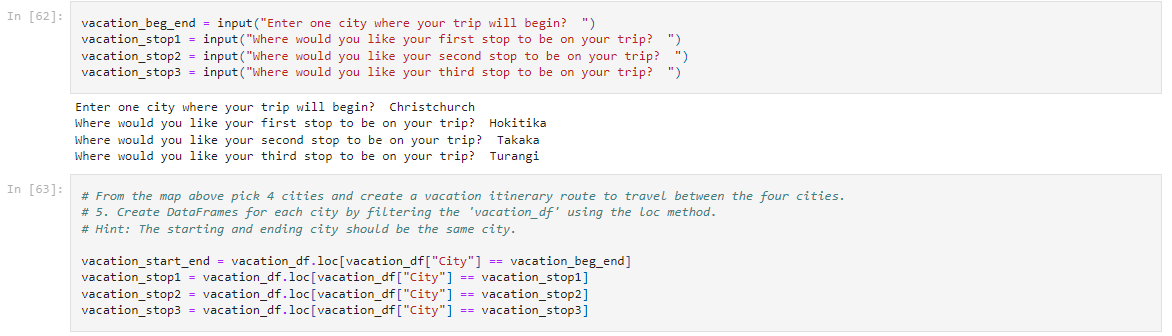 In [62]:
vacation_beg_end = input("Enter one city where your trip will begin?  ")
vacation_stop1 = input("Where would you like your first stop to be on your trip?  ")
vacation_stop2 = input("Where would you like your second stop to be on your trip?  ")
vacation_stop3 = input("Where would you like your third stop to be on your trip?  ")
Enter one city where your trip will begin?  Christchurch
Where would you like your first stop to be on your trip?  Hokitika
Where would you like your second stop to be on your trip?  Takaka
Where would you like your third stop to be on your trip?  Turangi
In [63]:
# From the map above pick 4 cities and create a vacation itinerary route to travel between the four cities.
# 5. Create DataFrames for each city by filtering the 'vacation_df' using the loc method.
# Hint: The starting and ending city should be the same city.
vacation_start_end = vacation_df.loc[vacation_df["City"] == vacation_beg_end]
vacation_stop1 = vacation_df.loc[vacation_df["City"] == vacation_stop1]
vacation_stop2 = vacation_df.loc[vacation_df["City"] == vacation_stop2]
vacation_stop3 = vacation_df.loc[vacation_df["City"] == vacation_stop3]